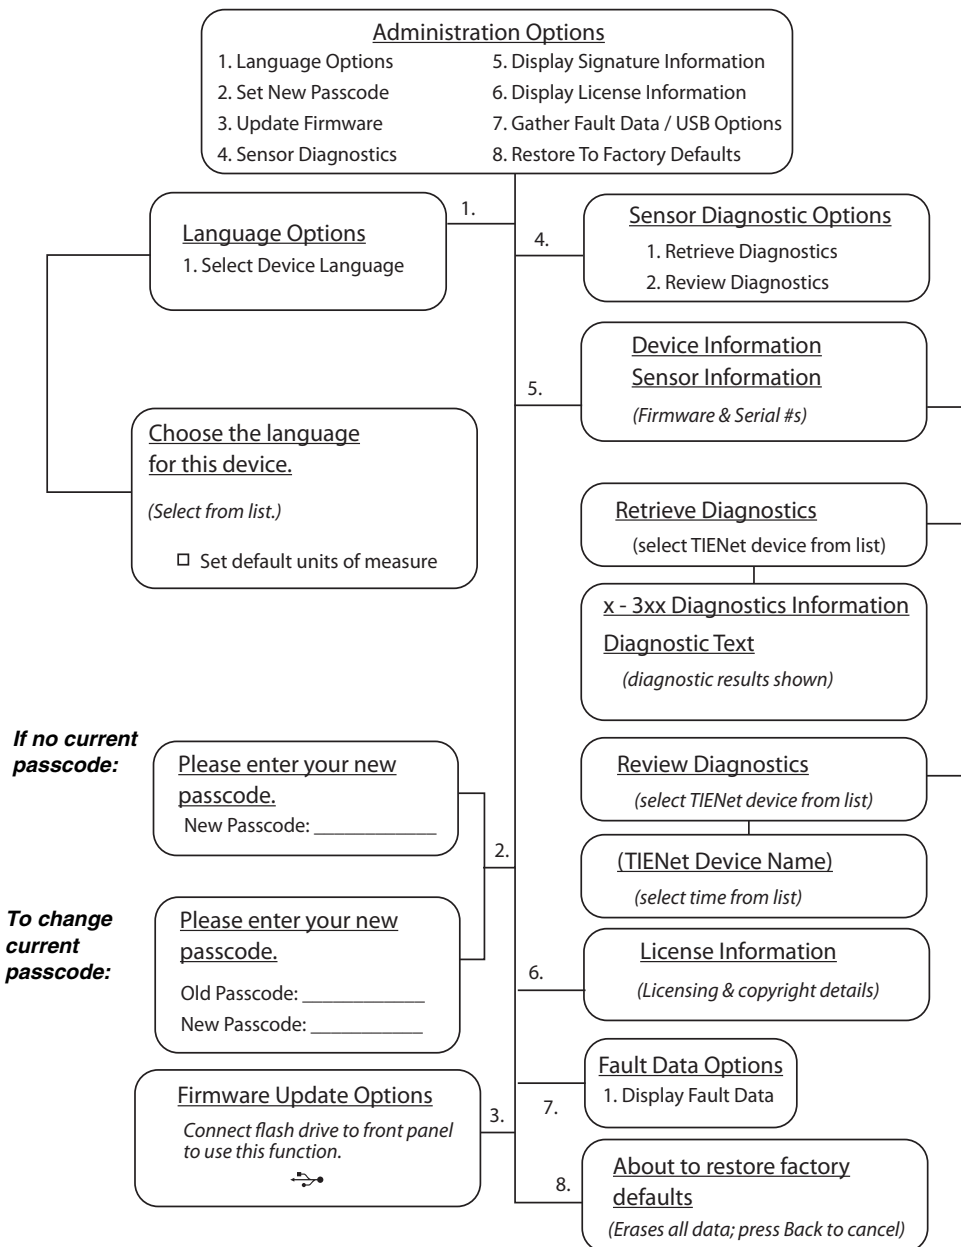 Administration Options
1. Language Options
2. Set New Passcode
3. Update Firmware
4. Sensor Diagnostics
5. Display Signature Information
6. Display License Information
7. Gather Fault Data / USB Options
8. Restore To Factory Defaults
1.
Language Options
1. Select Device Language
4.
Sensor Diagnostic Options
1. Retrieve Diagnostics
2. Review Diagnostics
5.
Device Information
Sensor Information
(Firmware & Serial #s)
Choose the language
for this device.
(Select from list.)
Set default units of measure
Retrieve Diagnostics
(select TIENet device from list)
x - 3xx Diagnostics Information
Diagnostic Text
(diagnostic results shown)
If no current
passcode:
Please enter your new
passcode.
New Passcode: ____________
2.
Review Diagnostics
(select TIENet device from list)
(TIENet Device Name)
(select time from list)
To change
current
passcode:
Please enter your new
passcode.
Old Passcode: ____________
New Passcode: ___________
6.
License Information
(Licensing & copyright details)
Firmware Update Options
Connect flash drive to front panel
to use this function.
3.
7.
Fault Data Options
1. Display Fault Data
8.
About to restore factory
defaults
(Erases all data; press Back to cancel)